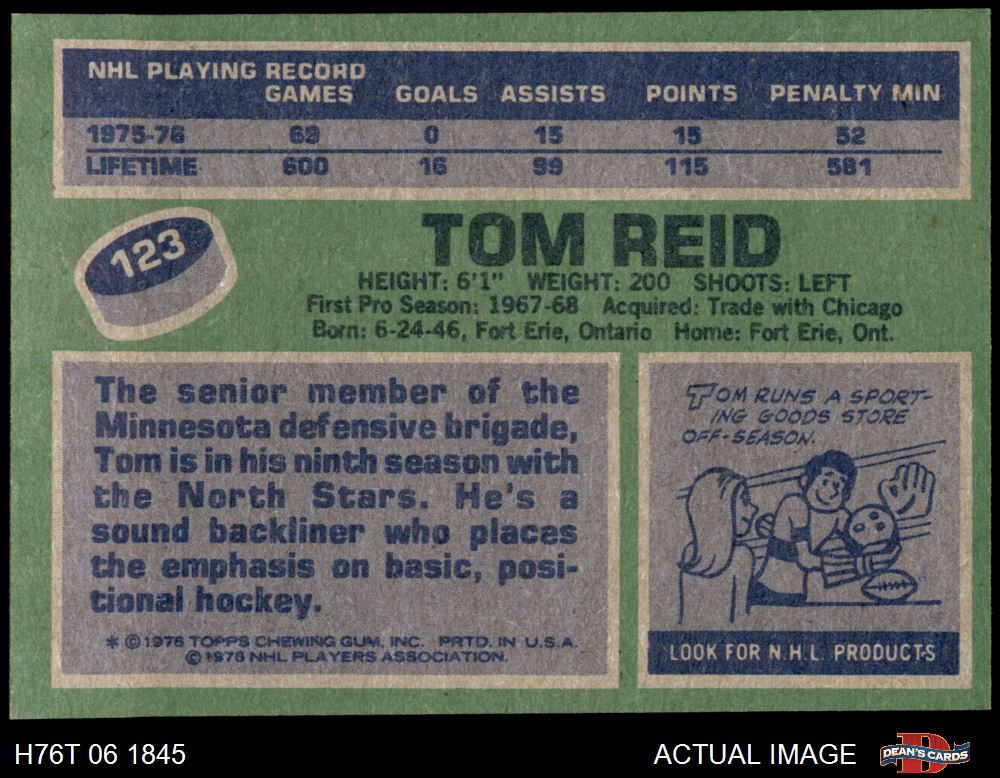 NHL PLAYING RECORD
GAMES GOALS ASSISTS POINTS PENALTY MIN
1975-76 69 0 15 15 52
LIFETIME 600 16 99 115 581
123
TOM REID
HEIGHT: 6'1" WEIGHT: 200 SHOOTS: LEFT
First Pro Season: 1967-68 Acquired: Trade with Chicago
Born: 6-24-46, Fort Erie, Ontario Home: Fort Erie, Ont.
The senior member of the
Minnesota defensive brigade,
Tom is in his ninth season with
the North Stars. He's a
sound backliner who places
the emphasis on basic, posi-
tional hockey.
* © 1976 TOPPS CHEWING GUM, INC. PRTD. IN U.S.A.
© 1976 NHL PLAYERS ASSOCIATION.
TOM RUNS A SPORT-
ING GOODS STORE
OFF-SEASON.
LOOK FOR N.H.L. PRODUCTS
H76T 06 1845
ACTUAL IMAGE
D
DEAN'S CARDS